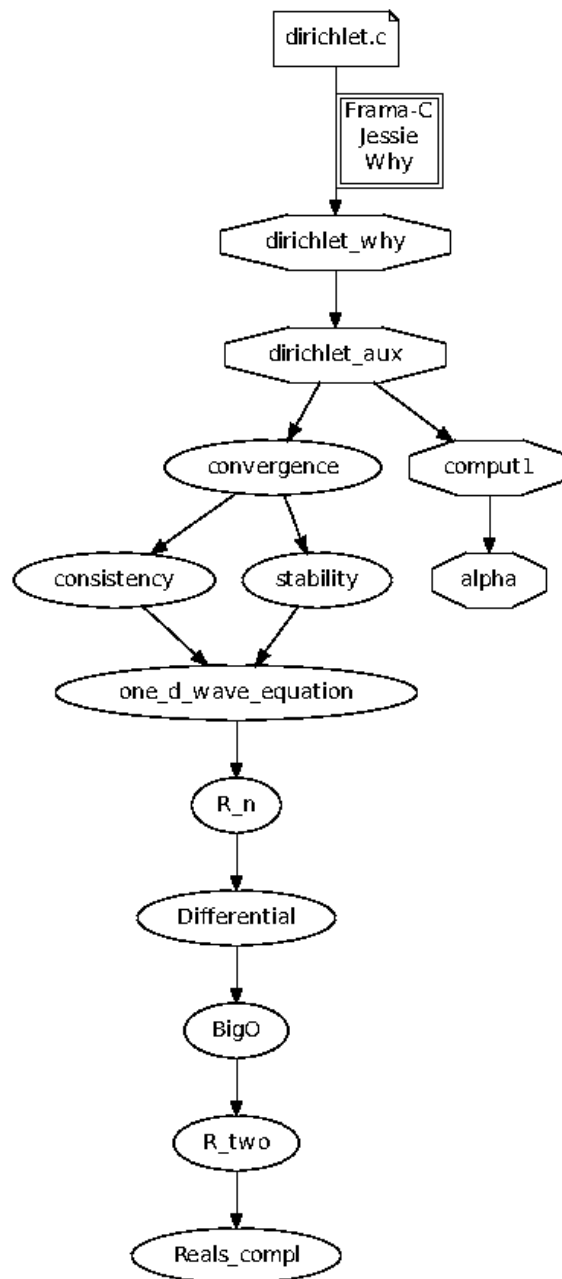 dirichlet.c
Frama-C
Jessie
Why
dirichlet_why
dirichlet_aux
convergence
comput1
consistency
stability
alpha
one_d_wave_equation
R_n
Differential
BigO
R_two
Reals_compl